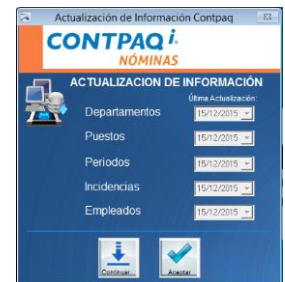 Actualización de Información Contpaq
CONTPAQ i.
NÓMINAS
ACTUALIZACION DE INFORMACIÓN
Última Actualización:
Departamentos 15/12/2015
Puestos 15/12/2015
Periodos 15/12/2015
Incidencias 15/12/2015
Empleados 15/12/2015
Continuar... Aceptar...